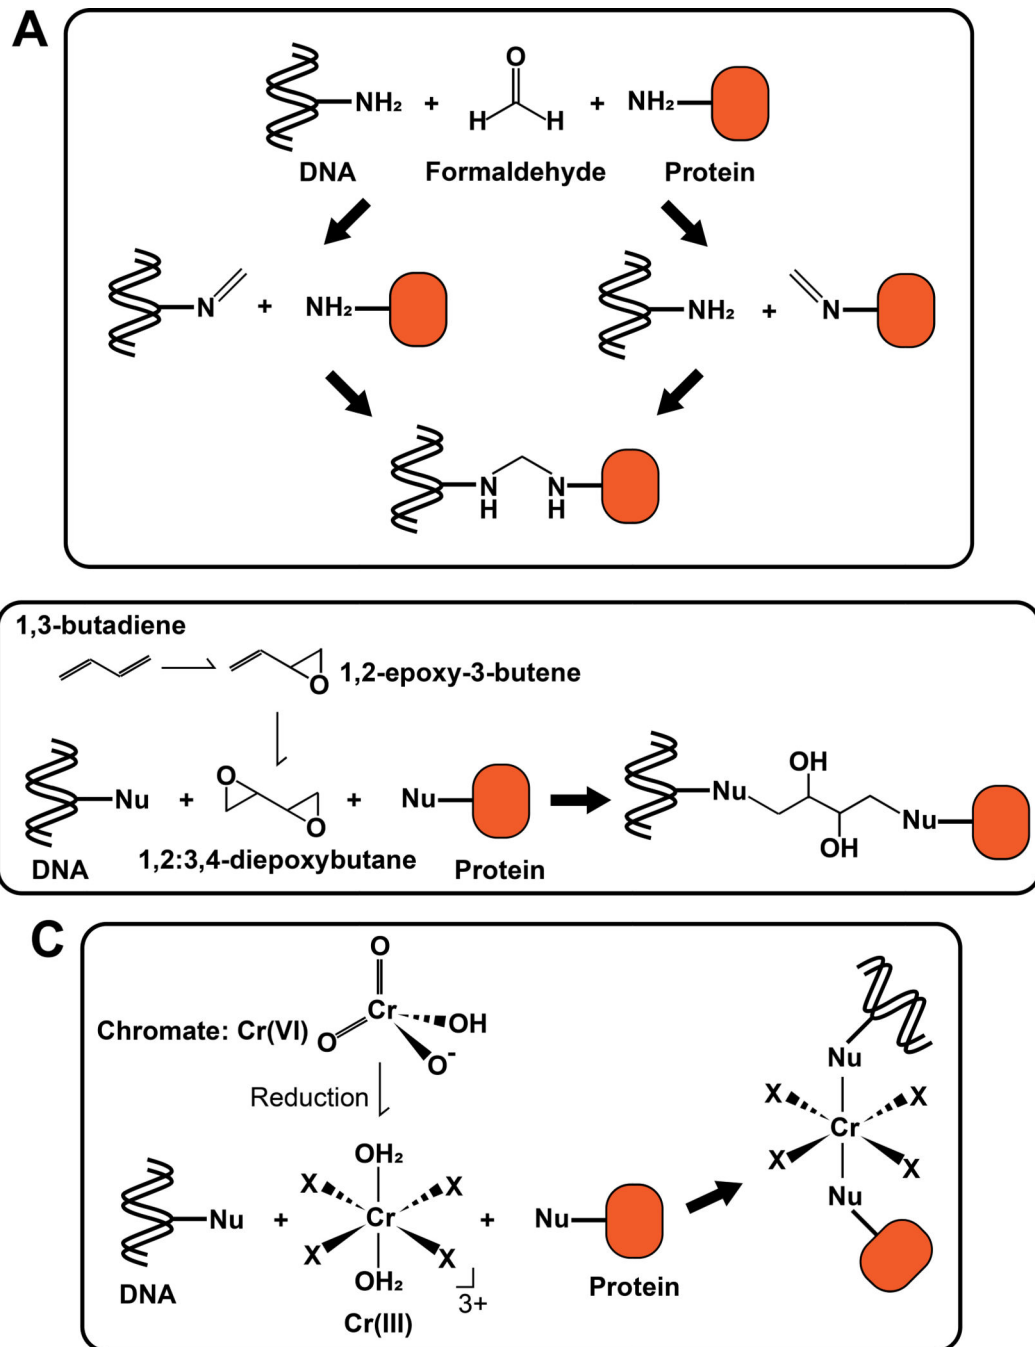 A
O
NH₂ + H H + NH₂
DNA Formaldehyde Protein
N + NH₂
NH₂ + N
N N
H H
1,3-butadiene
O 1,2-epoxy-3-butene
OH
Nu + O O + Nu
Nu Nu
OH
1,2:3,4-diepoxybutane
DNA Protein
C
O
Chromate: Cr(VI) O Cr OH
O⁻
Reduction
Nu
X X
Cr
X X
Nu
OH₂
X X
Nu + Cr + Nu
X X
OH₂
3+
DNA Cr(III) Protein